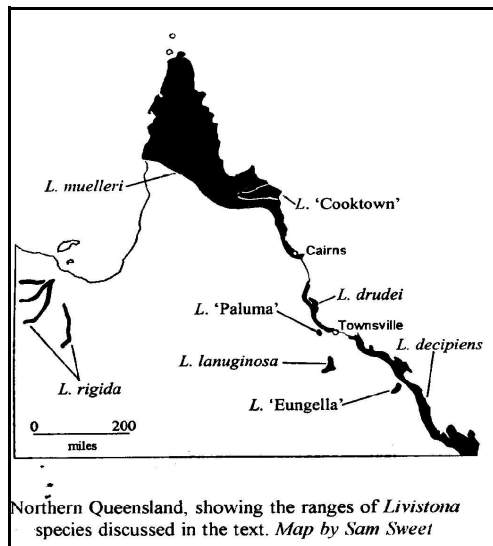 L. muelleri
L. 'Cooktown'
Cairns
L. drudei
L. 'Paluma'
Townsville
L. decipiens
L. lanuginosa
L. 'Eungella'
L. rigida
0 200
miles
Northern Queensland, showing the ranges of Livistona
species discussed in the text. Map by Sam Sweet